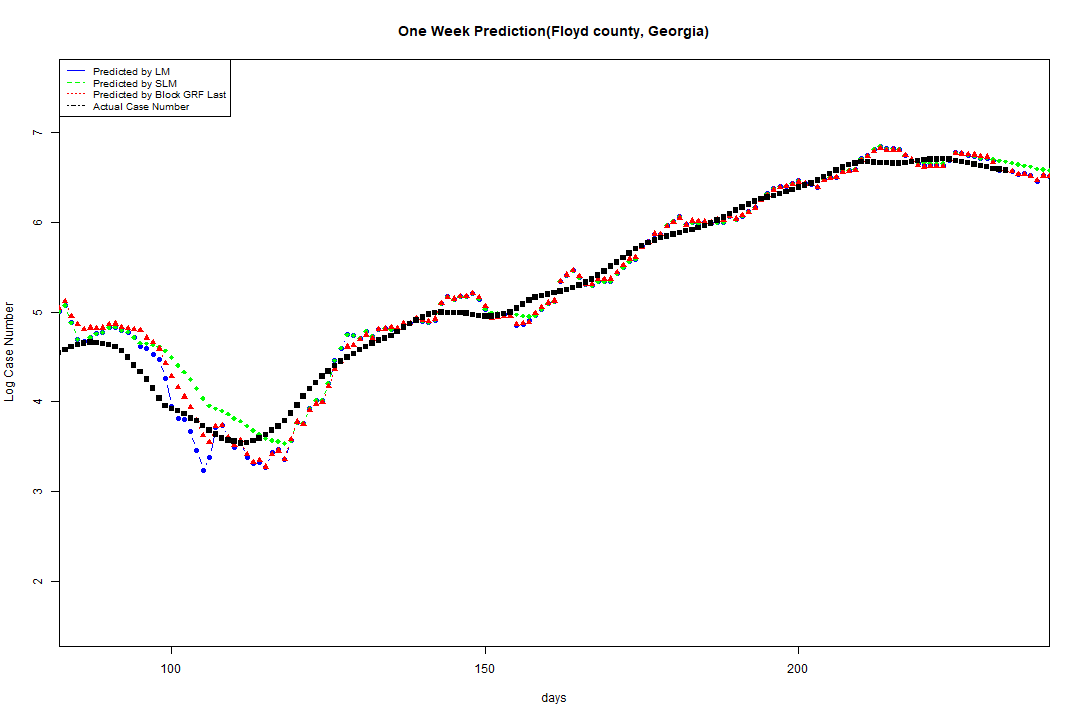 One Week Prediction(Floyd county, Georgia)
Predicted by LM
Predicted by SLM
Predicted by Block GRF Last
Actual Case Number
7
6
5
4
3
2
Log Case Number
100
150
200
days